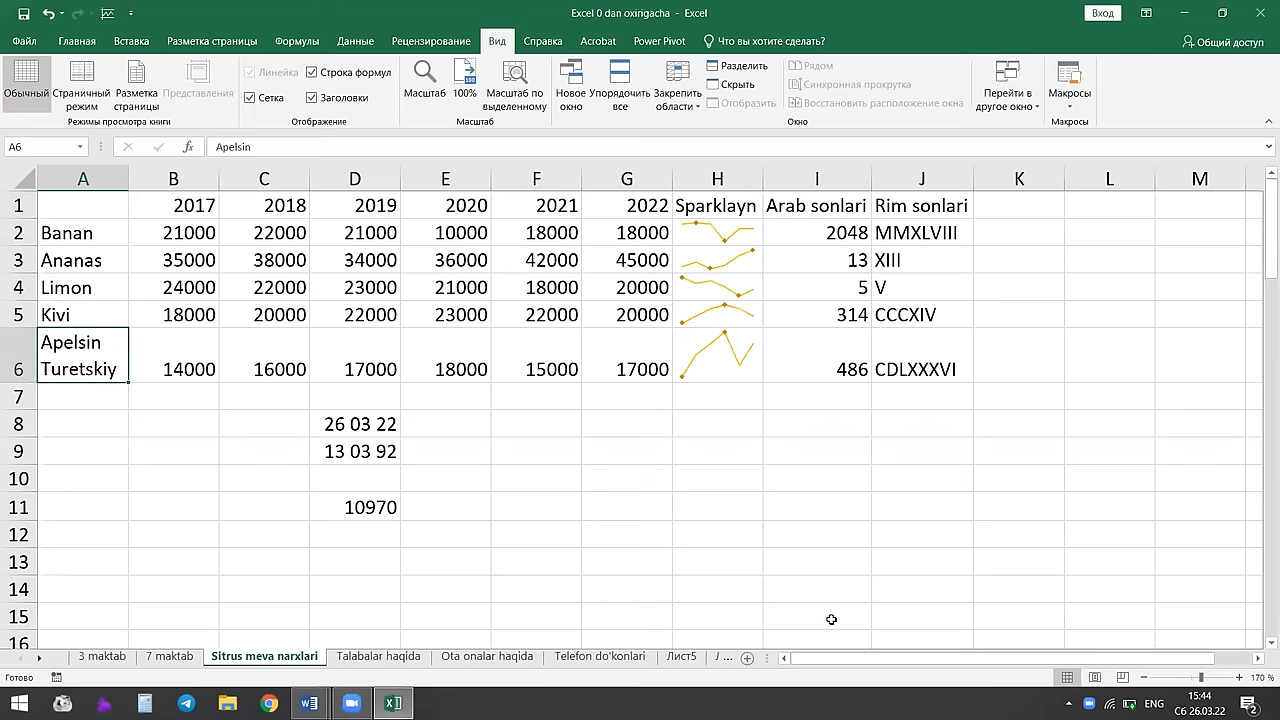 Excel 0 dan oxirigacha - Excel
Вход
Файл Главная Вставка Разметка страницы Формулы Данные Рецензирование Вид Справка Acrobat Power Pivot Что вы хотите сделать? Общий доступ
Обычный
Страничный режим
Разметка страницы
Представления
Режимы просмотра книги
Линейка
Строка формул
Сетка
Заголовки
Отображение
Масштаб
100%
Масштаб по выделенному
Масштаб
Новое окно
Упорядочить все
Закрепить области
Разделить
Скрыть
Отобразить
Рядом
Синхронная прокрутка
Восстановить расположение окна
Перейти в другое окно
Окно
Макросы
Макросы
A6
fx
Apelsin
A B C D E F G H I J K L M
1 2017 2018 2019 2020 2021 2022 Sparklayn Arab sonlari Rim sonlari
2 Banan 21000 22000 21000 10000 18000 18000 2048 MMXLVIII
3 Ananas 35000 38000 34000 36000 42000 45000 13 XIII
4 Limon 24000 22000 23000 21000 18000 20000 5 V
5 Kivi 18000 20000 22000 23000 22000 20000 314 CCCXIV
Apelsin
6 Turetskiy 14000 16000 17000 18000 15000 17000 486 CDLXXXVI
7
8 26 03 22
9 13 03 92
10
11 10970
12
13
14
15
16
3 maktab 7 maktab Sitrus meva narxlari Talabalar haqida Ota onalar haqida Telefon do'konlari Лист5 ...
Готово
170 %
ENG
15:44
Сб 26.03.22
2